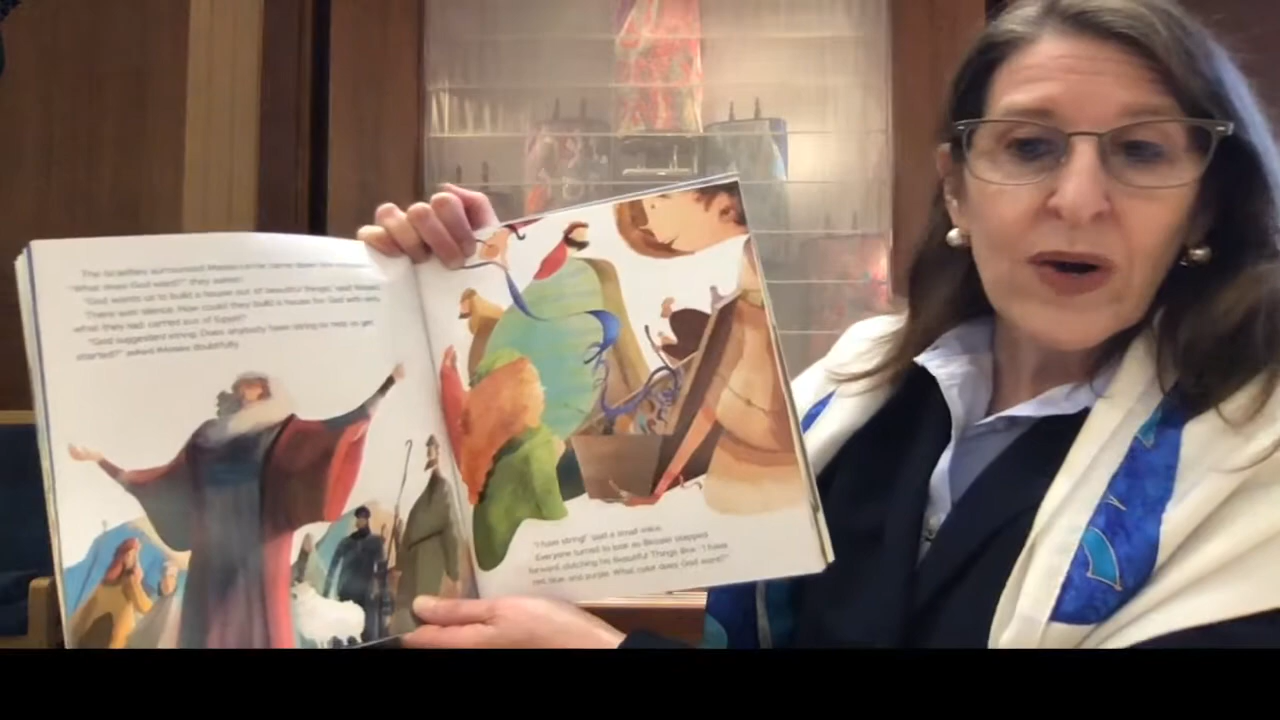 The Israelites surrounded Moses
"What does God want?" they asked.
"God wants us to build a house out of beautiful things," said Moses.
There was silence. How could they build a house for God with only
what they had carried out of Egypt?
"God suggested string. Does anybody have string to help us get
started?" asked Moses doubtfully.
"I have string!" said a small voice.
Everyone turned to look as Bezalel stepped
forward clutching his Beautiful Things Box. "I have
red, blue and purple. What color does God want?"